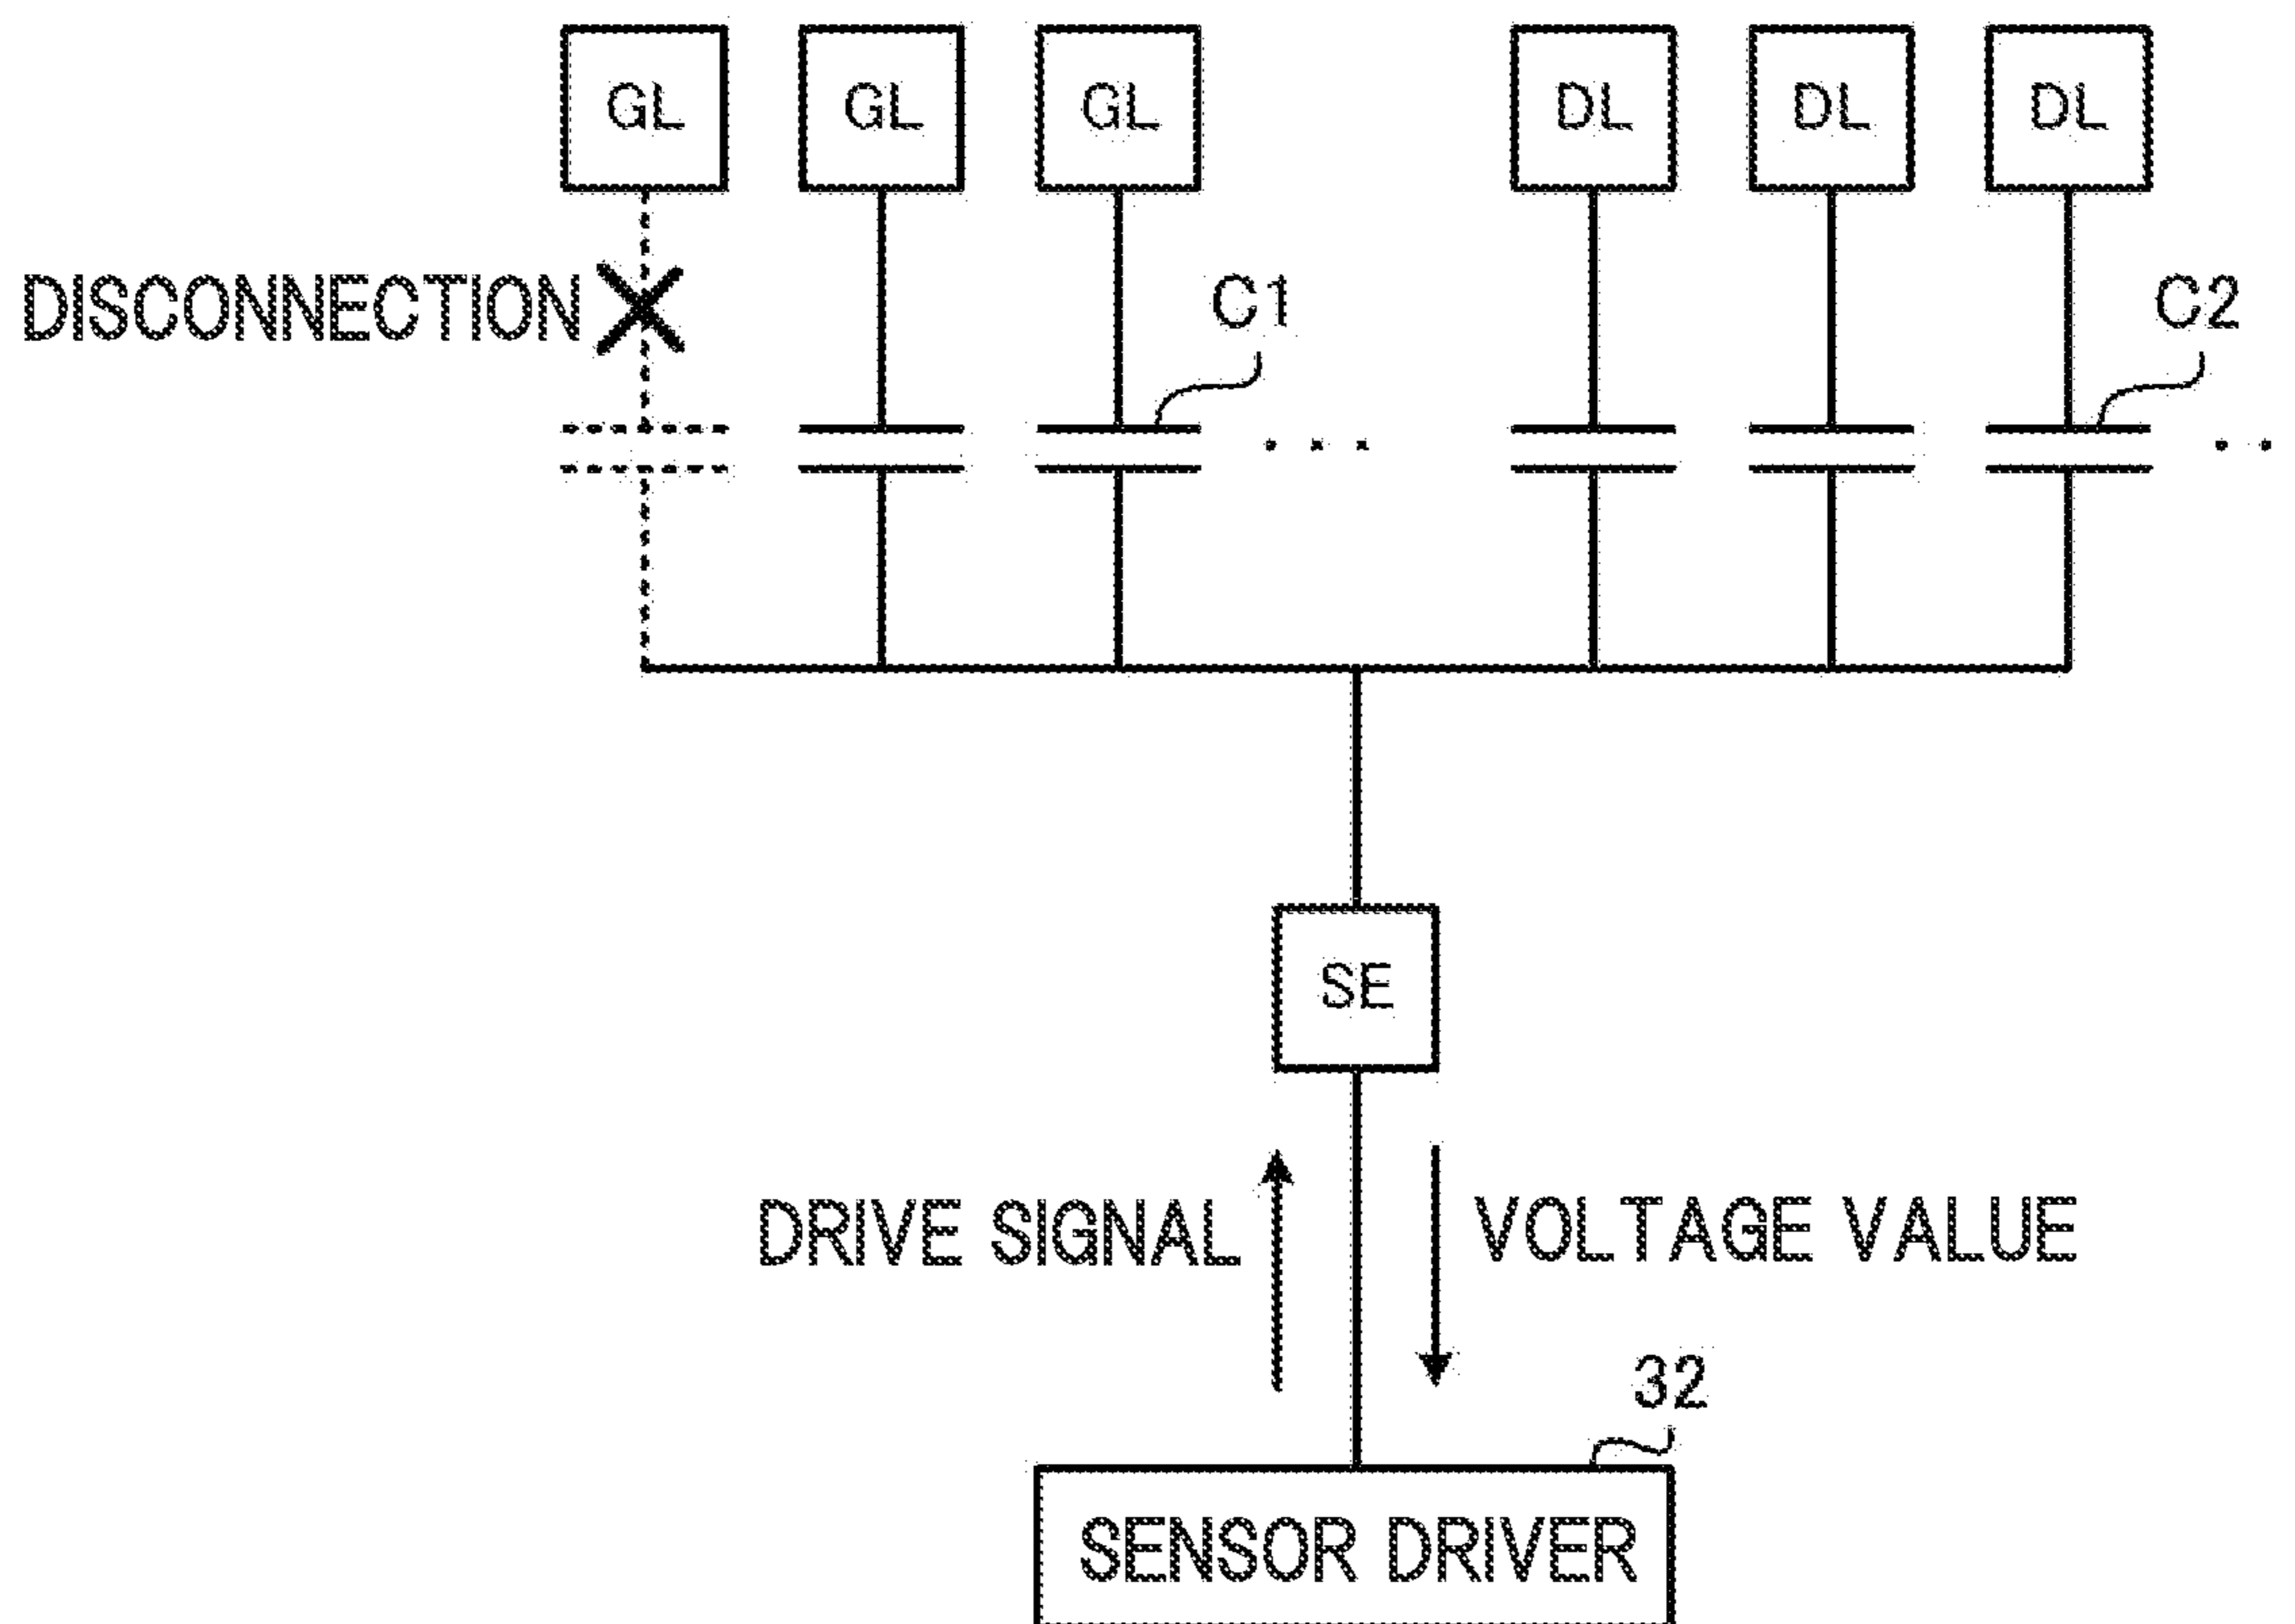 GL GL GL DL DL DL
DISCONNECTION C1 C2
SE
DRIVE SIGNAL VOLTAGE VALUE
32
SENSOR DRIVER